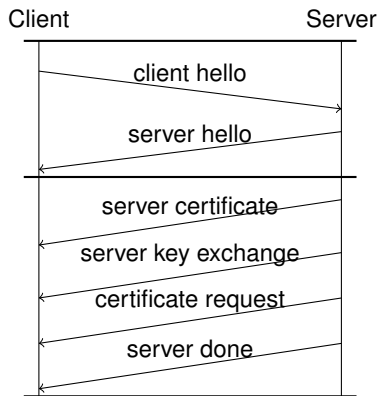 Client Server
client hello
server hello
server certificate
server key exchange
certificate request
server done